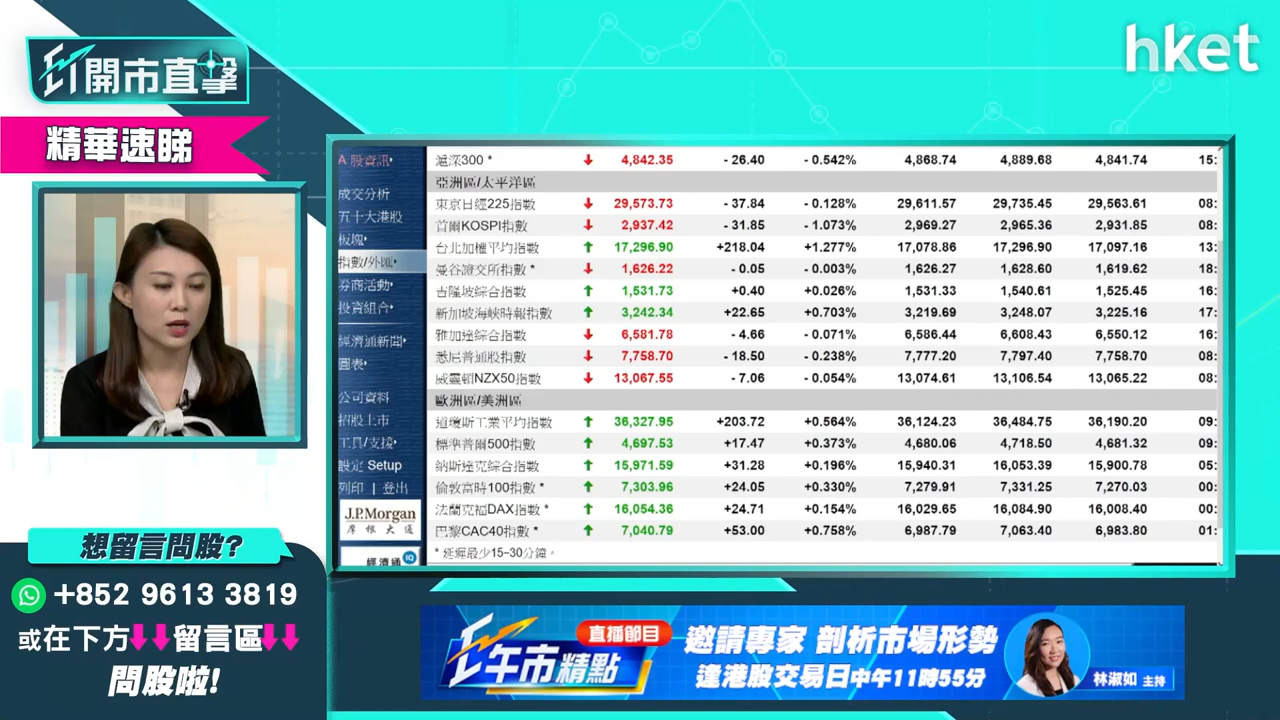 hket
ET開市直擊
精華速睇
A 股資訊
成交分析
五十大港股
板塊
指數/外匯
券商活動
投資組合
經濟通新聞
圖表
公司資料
招股上市
工具/支援
設定 Setup
列印 | 登出
J.P.Morgan
摩根大通
經濟通 IQ
滬深300 * 4,842.35 - 26.40 - 0.542% 4,868.74 4,889.68 4,841.74 15:
亞洲區/太平洋區
東京日經225指數 29,573.73 - 37.84 - 0.128% 29,611.57 29,735.45 29,563.61 08:
首爾KOSPI指數 2,937.42 - 31.85 - 1.073% 2,969.27 2,965.36 2,931.85 08:
台北加權平均指數 17,296.90 +218.04 +1.277% 17,078.86 17,296.90 17,097.16 13:
曼谷證交所指數 * 1,626.22 - 0.05 - 0.003% 1,626.27 1,628.60 1,619.62 18:
吉隆坡綜合指數 1,531.73 +0.40 +0.026% 1,531.33 1,540.61 1,525.45 16:
新加坡海峽時報指數 3,242.34 +22.65 +0.703% 3,219.69 3,248.07 3,225.16 17:
雅加達綜合指數 6,581.78 - 4.66 - 0.071% 6,586.44 6,608.43 6,550.12 16:
悉尼普通股指數 7,758.70 - 18.50 - 0.238% 7,777.20 7,797.40 7,758.70 08:
威靈頓NZX50指數 13,067.55 - 7.06 - 0.054% 13,074.61 13,106.54 13,065.22 08:
歐洲區/美洲區
道瓊斯工業平均指數 36,327.95 +203.72 +0.564% 36,124.23 36,484.75 36,190.20 09:
標準普爾500指數 4,697.53 +17.47 +0.373% 4,680.06 4,718.50 4,681.32 09:
納斯達克綜合指數 15,971.59 +31.28 +0.196% 15,940.31 16,053.39 15,900.78 05:
倫敦富時100指數 * 7,303.96 +24.05 +0.330% 7,279.91 7,331.25 7,270.03 00:
法蘭克福DAX指數 * 16,054.36 +24.71 +0.154% 16,029.65 16,084.90 16,008.40 00:
巴黎CAC40指數 * 7,040.79 +53.00 +0.758% 6,987.79 7,063.40 6,983.80 01:
* 延遲最少15-30分鐘。
想留言問股?
+852 9613 3819
或在下方留言區
問股啦!
ET午市精點
直播節目
邀請專家 剖析市場形勢
逢港股交易日中午11時55分
林淑如 主持